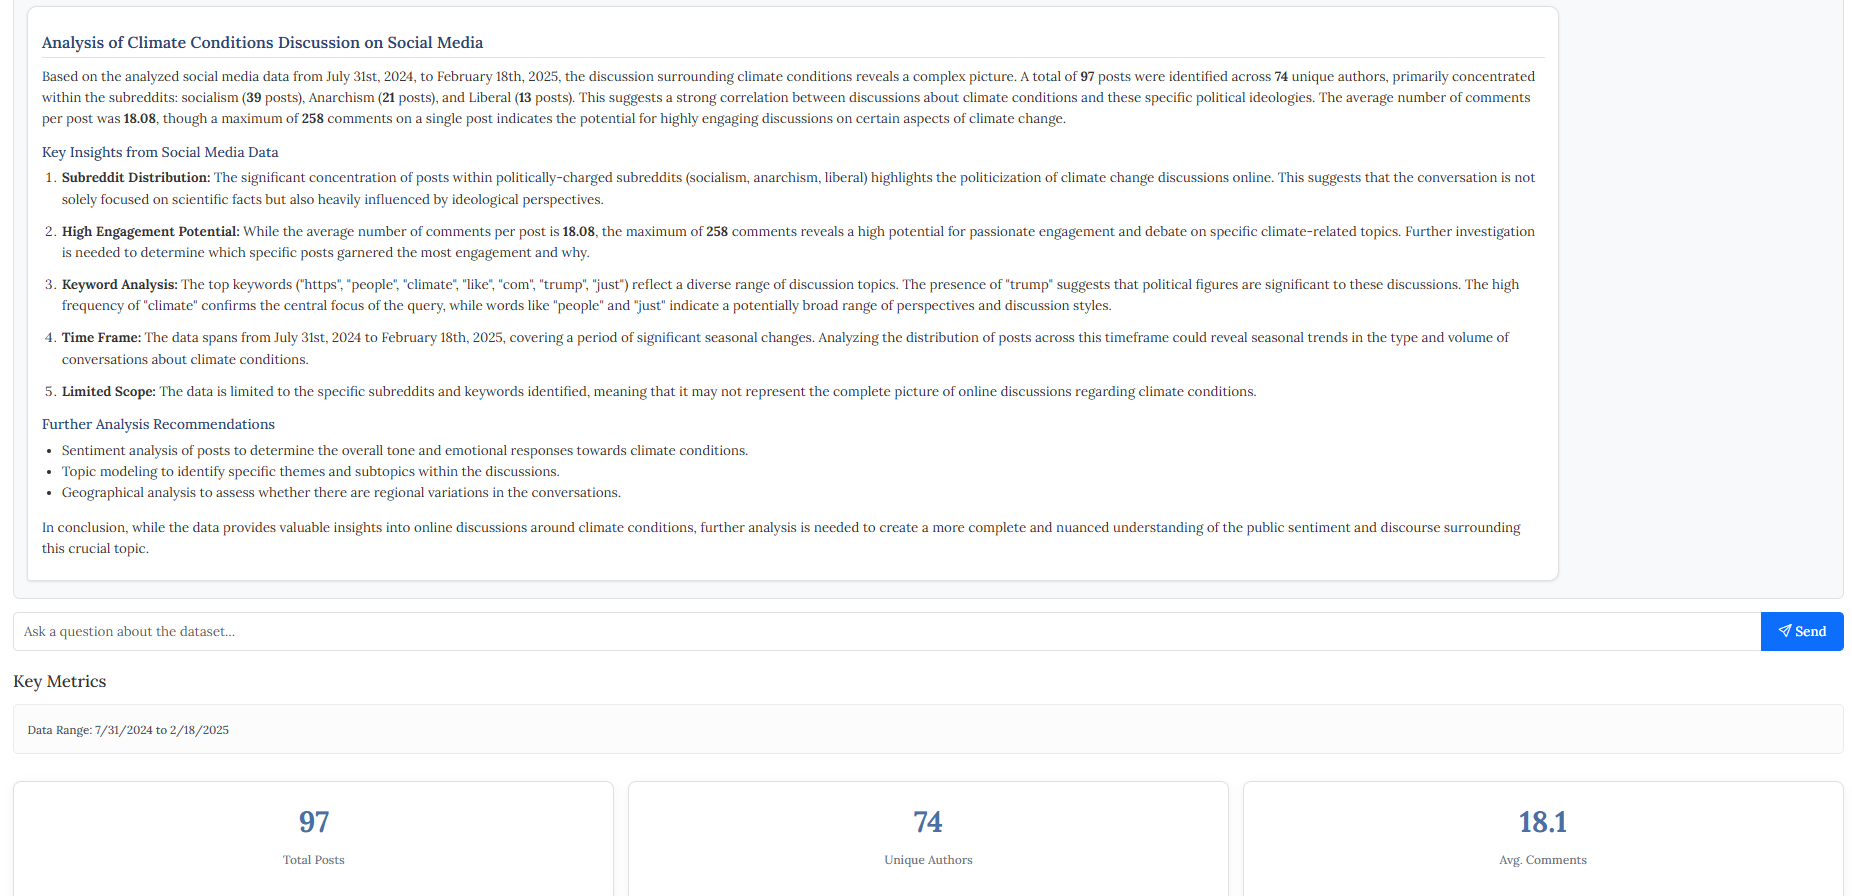 Analysis of Climate Conditions Discussion on Social Media
Based on the analyzed social media data from July 31st, 2024, to February 18th, 2025, the discussion surrounding climate conditions reveals a complex picture. A total of 97 posts were identified across 74 unique authors, primarily concentrated
within the subreddits: socialism (39 posts), Anarchism (21 posts), and Liberal (13 posts). This suggests a strong correlation between discussions about climate conditions and these specific political ideologies. The average number of comments
per post was 18.08, though a maximum of 258 comments on a single post indicates the potential for highly engaging discussions on certain aspects of climate change.
Key Insights from Social Media Data
1. Subreddit Distribution: The significant concentration of posts within politically-charged subreddits (socialism, anarchism, liberal) highlights the politicization of climate change discussions online. This suggests that the conversation is not
solely focused on scientific facts but also heavily influenced by ideological perspectives.
2. High Engagement Potential: While the average number of comments per post is 18.08, the maximum of 258 comments reveals a high potential for passionate engagement and debate on specific climate-related topics. Further investigation
is needed to determine which specific posts garnered the most engagement and why.
3. Keyword Analysis: The top keywords ("https", "people", "climate", "like", "com", "trump", "just") reflect a diverse range of discussion topics. The presence of "trump" suggests that political figures are significant to these discussions. The high
frequency of "climate" confirms the central focus of the query, while words like "people" and "just" indicate a potentially broad range of perspectives and discussion styles.
4. Time Frame: The data spans from July 31st, 2024 to February 18th, 2025, covering a period of significant seasonal changes. Analyzing the distribution of posts across this timeframe could reveal seasonal trends in the type and volume of
conversations about climate conditions.
5. Limited Scope: The data is limited to the specific subreddits and keywords identified, meaning that it may not represent the complete picture of online discussions regarding climate conditions.
Further Analysis Recommendations
• Sentiment analysis of posts to determine the overall tone and emotional responses towards climate conditions.
• Topic modeling to identify specific themes and subtopics within the discussions.
• Geographical analysis to assess whether there are regional variations in the conversations.
In conclusion, while the data provides valuable insights into online discussions around climate conditions, further analysis is needed to create a more complete and nuanced understanding of the public sentiment and discourse surrounding
this crucial topic.
Ask a question about the dataset...
Send
Key Metrics
Data Range: 7/31/2024 to 2/18/2025
97
Total Posts
74
Unique Authors
18.1
Avg. Comments